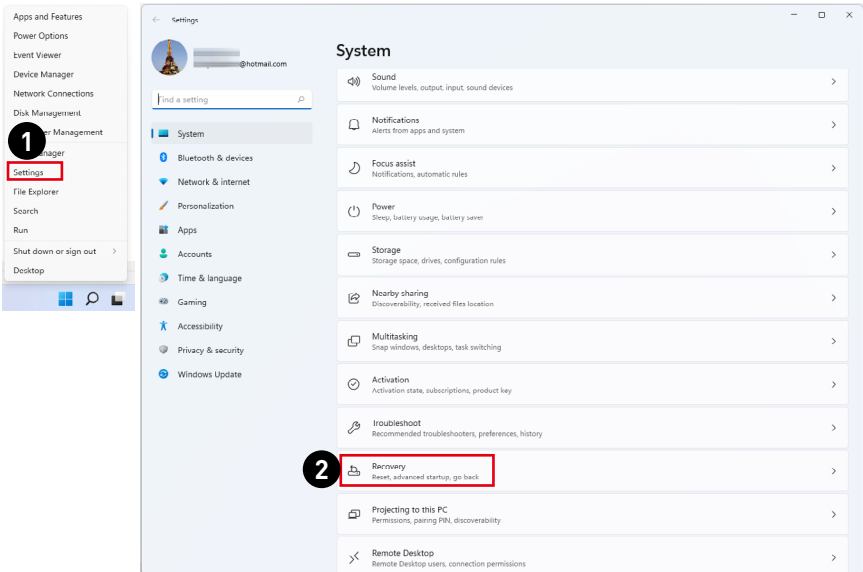 Apps and Features
Power Options
Event Viewer
Device Manager
Network Connections
Disk Management
er Management
1
anager
Settings
File Explorer
Search
Run
Shut down or sign out
Desktop
Settings
@hotmail.com
Find a setting
System
Bluetooth & devices
Network & internet
Personalization
Apps
Accounts
Time & language
Gaming
Accessibility
Privacy & security
Windows Update
System
Sound
Volume levels, output, input, sound devices
Notifications
Alerts from apps and system
Focus assist
Notifications, automatic rules
Power
Sleep, battery usage, battery saver
Storage
Storage space, drives, configuration rules
Nearby sharing
Discoverability, received files location
Multitasking
Snap windows, desktops, task switching
Activation
Activation state, subscriptions, product key
Troubleshoot
Recommended troubleshooters, preferences, history
2
Recovery
Reset, advanced startup, go back
Projecting to this PC
Permissions, pairing PIN, discoverability
Remote Desktop
Remote Desktop users, connection permissions